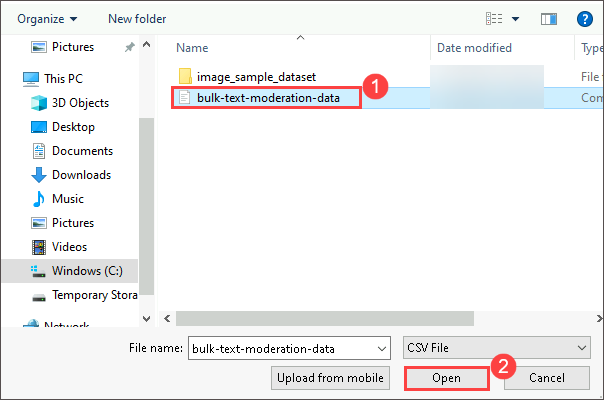 Organize
New folder
?
Pictures
This PC
3D Objects
Desktop
Documents
Downloads
Music
Pictures
Videos
Windows (C:)
Temporary Stora
Network
Name
Date modified
Type
image_sample_dataset
File
1
bulk-text-moderation-data
Com
File name:
bulk-text-moderation-data
CSV File
2
Upload from mobile
Open
Cancel